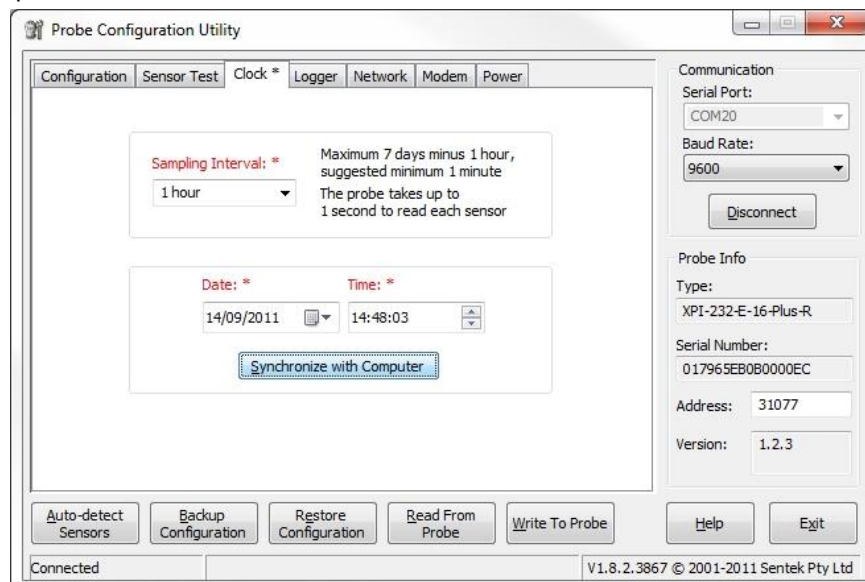 Probe Configuration Utility
Configuration Sensor Test Clock * Logger Network Modem Power
Sampling Interval: *
1 hour
Maximum 7 days minus 1 hour,
suggested minimum 1 minute
The probe takes up to
1 second to read each sensor
Date: *
Time: *
14/09/2011
14:48:03
Synchronize with Computer
Communication
Serial Port:
COM20
Baud Rate:
9600
Disconnect
Probe Info
Type:
XPI-232-E-16-Plus-R
Serial Number:
017965EB0B0000EC
Address: 31077
Version: 1.2.3
Auto-detect
Sensors
Backup
Configuration
Restore
Configuration
Read From
Probe
Write To Probe
Help
Exit
Connected
V1.8.2.3867 © 2001-2011 Sentek Pty Ltd